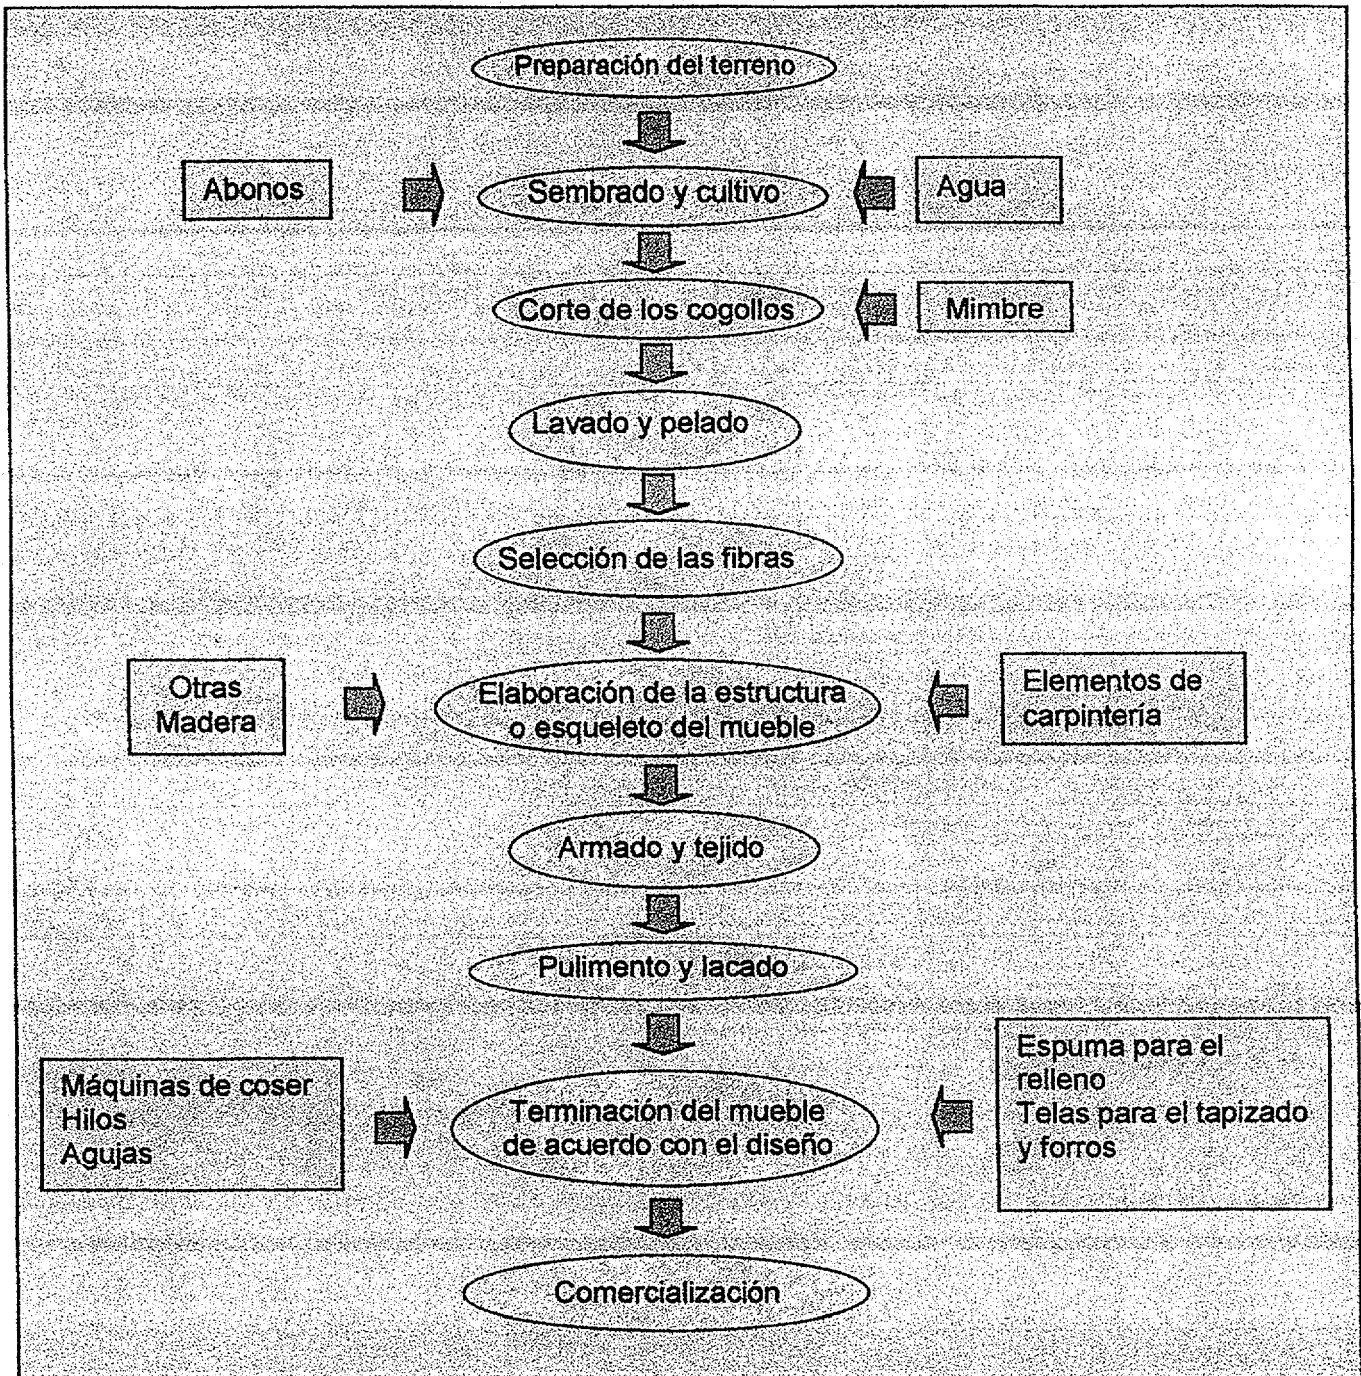 Preparación del terreno
Abonos
Sembrado y cultivo
Agua
Corte de los cogollos
Mimbre
Lavado y pelado
Selección de las fibras
Otras
Madera
Elaboración de la estructura
o esqueleto del mueble
Elementos de
carpintería
Armado y tejido
Pulimento y lacado
Máquinas de coser
Hilos
Agujas
Terminación del mueble
de acuerdo con el diseño
Espuma para el
relleno
Telas para el tapizado
y forros
Comercialización